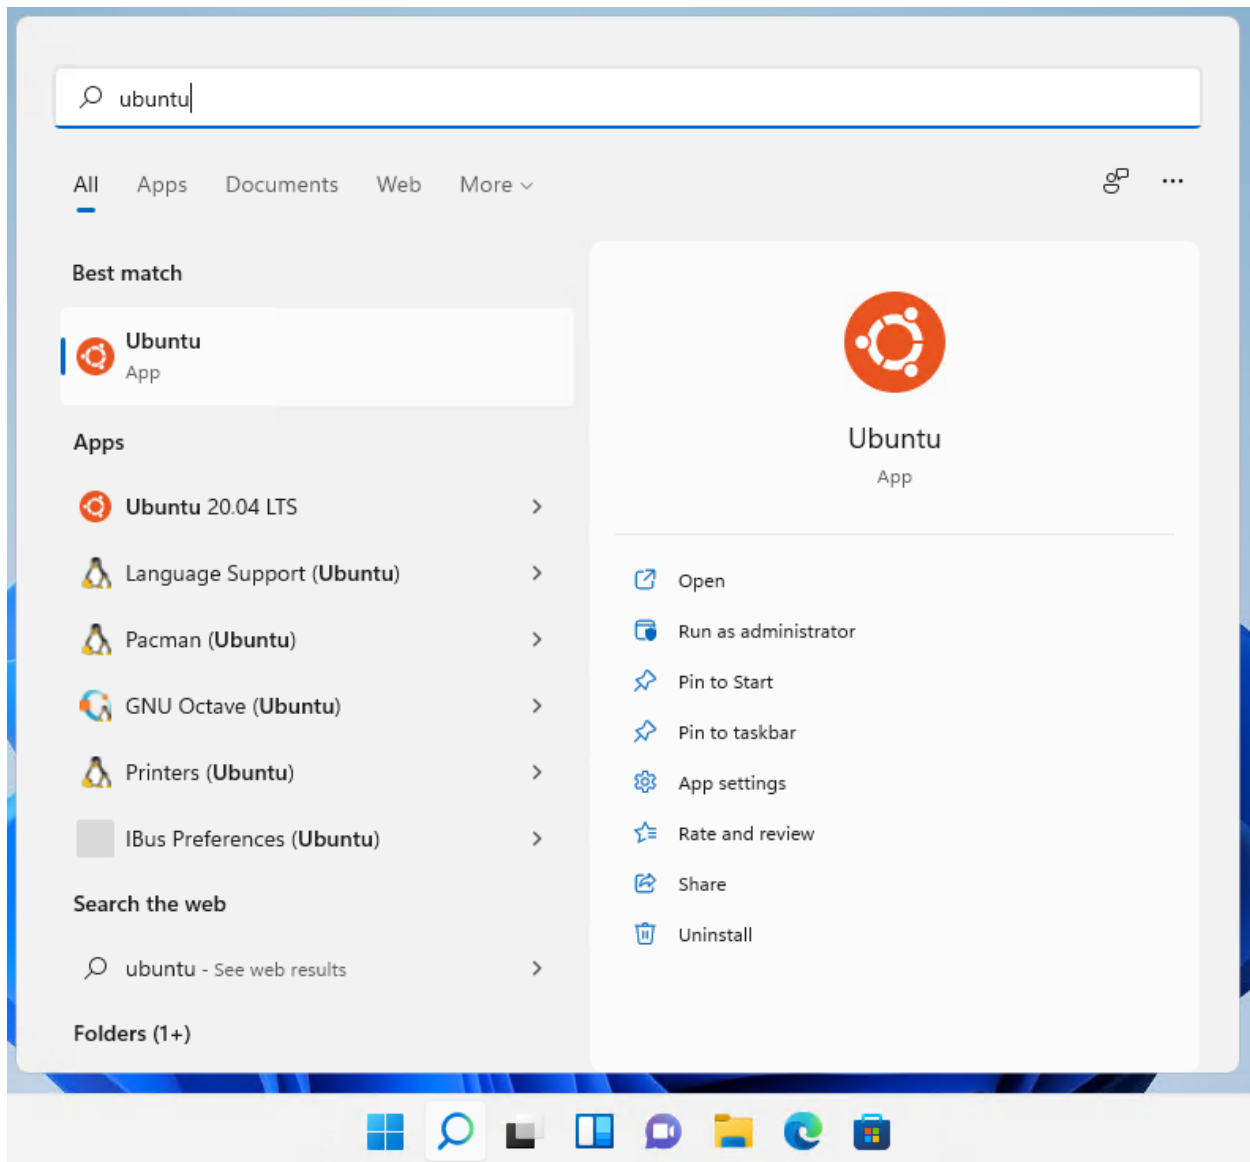 ubuntu
All Apps Documents Web More
Best match
Ubuntu
App
Apps
Ubuntu 20.04 LTS
Language Support (Ubuntu)
Pacman (Ubuntu)
GNU Octave (Ubuntu)
Printers (Ubuntu)
IBus Preferences (Ubuntu)
Search the web
ubuntu - See web results
Folders (1+)
Ubuntu
App
Open
Run as administrator
Pin to Start
Pin to taskbar
App settings
Rate and review
Share
Uninstall